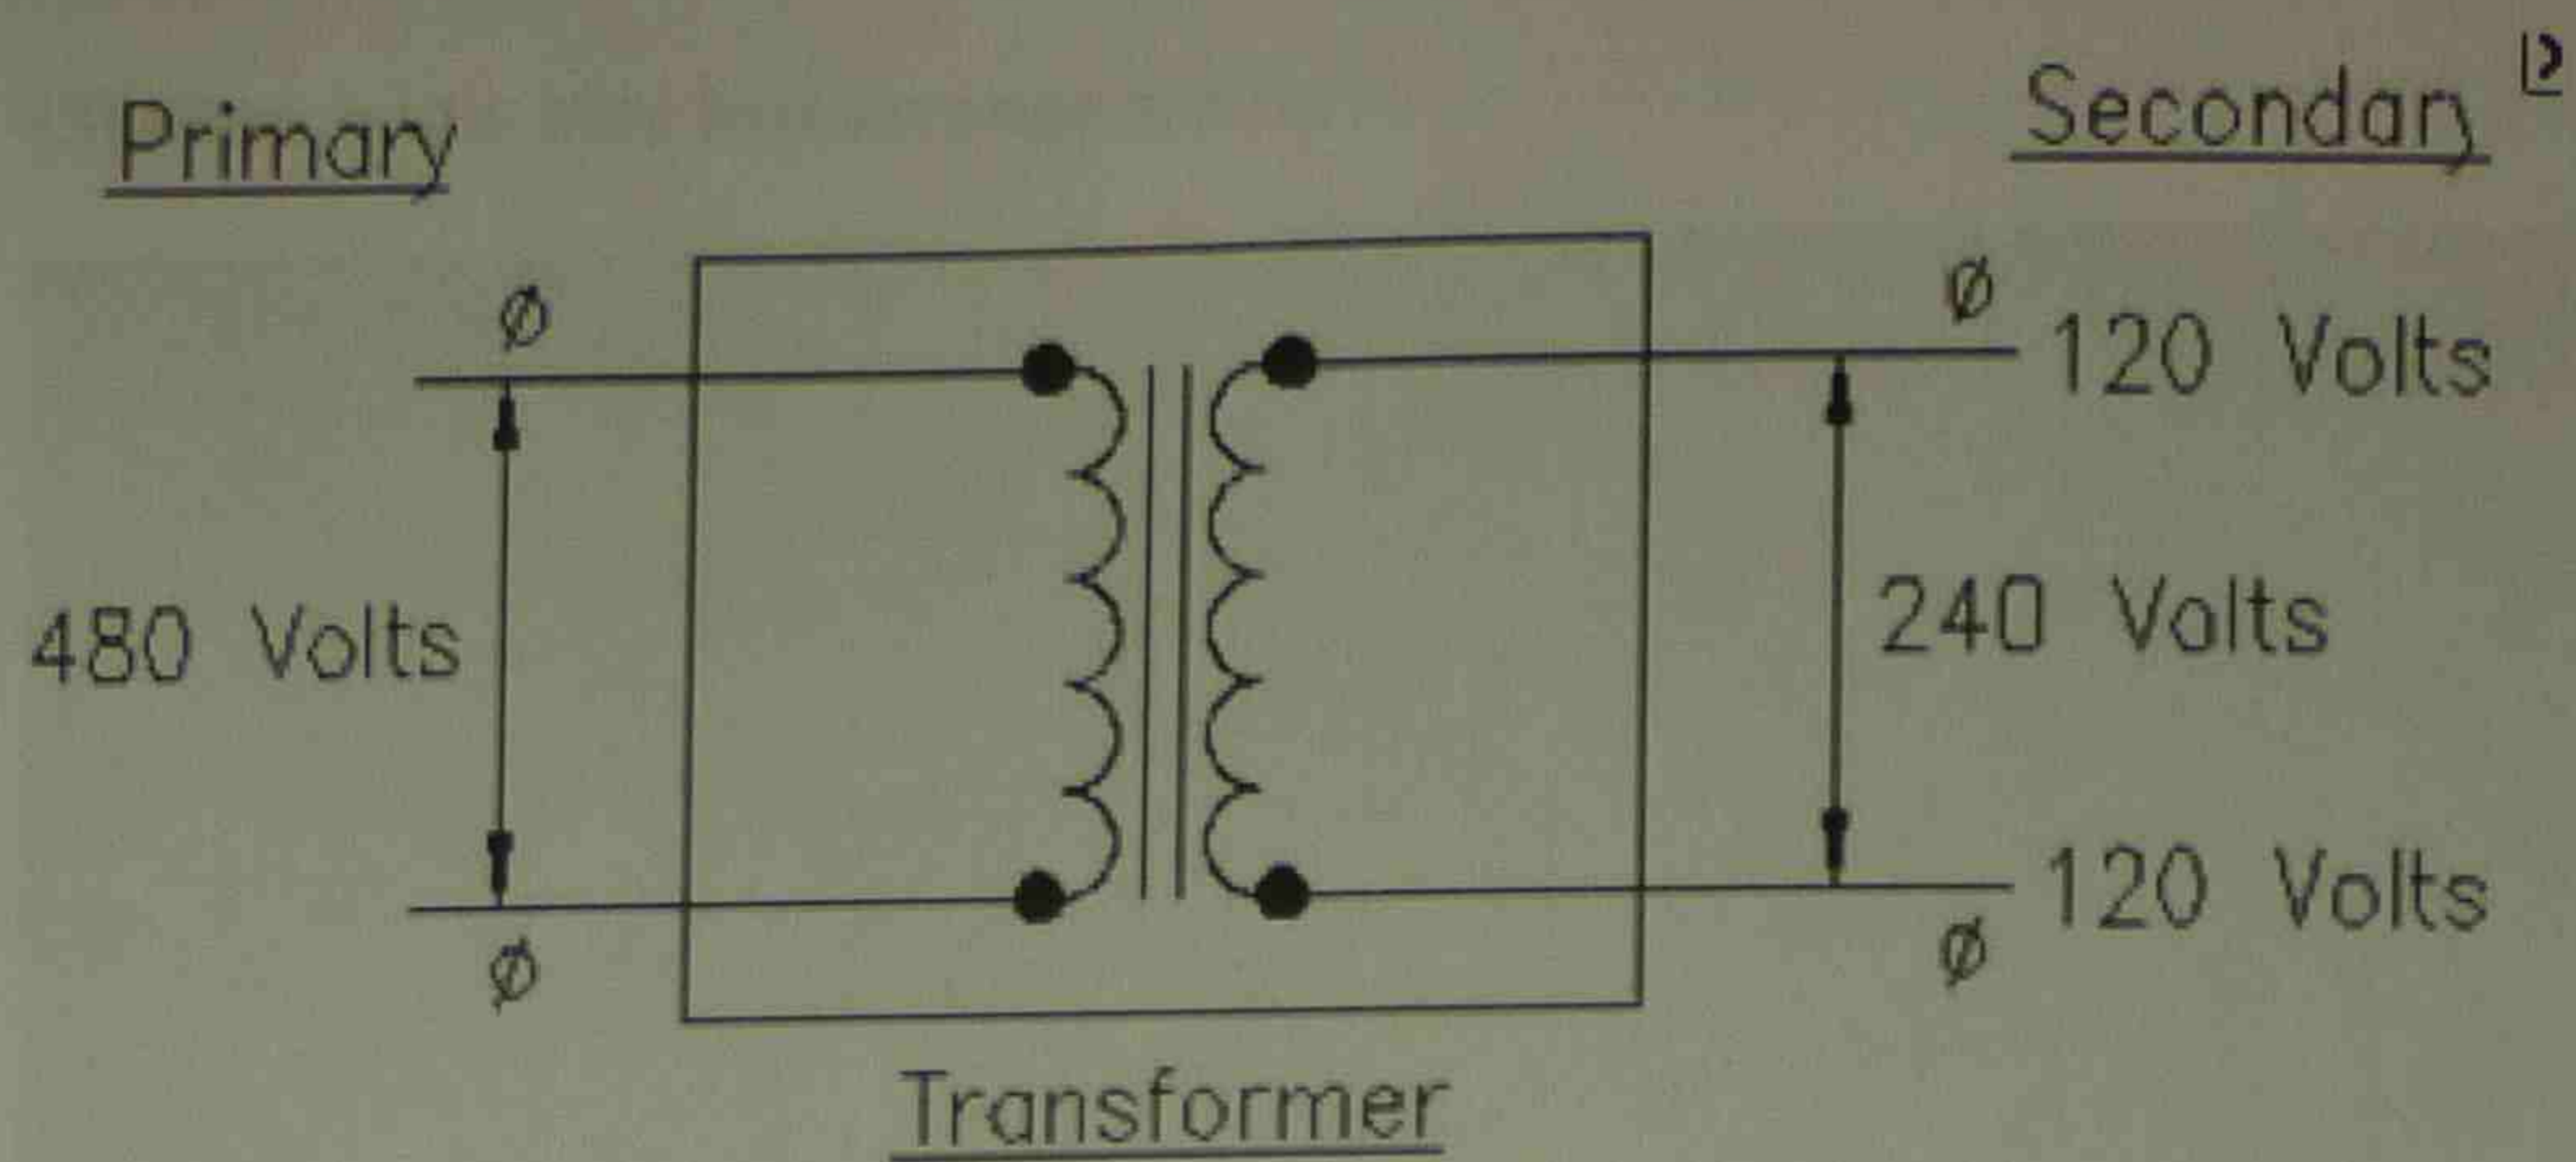 Primary
Secondary
Ø
Ø
120 Volts
480 Volts
240 Volts
120 Volts
Ø
Ø
Transformer